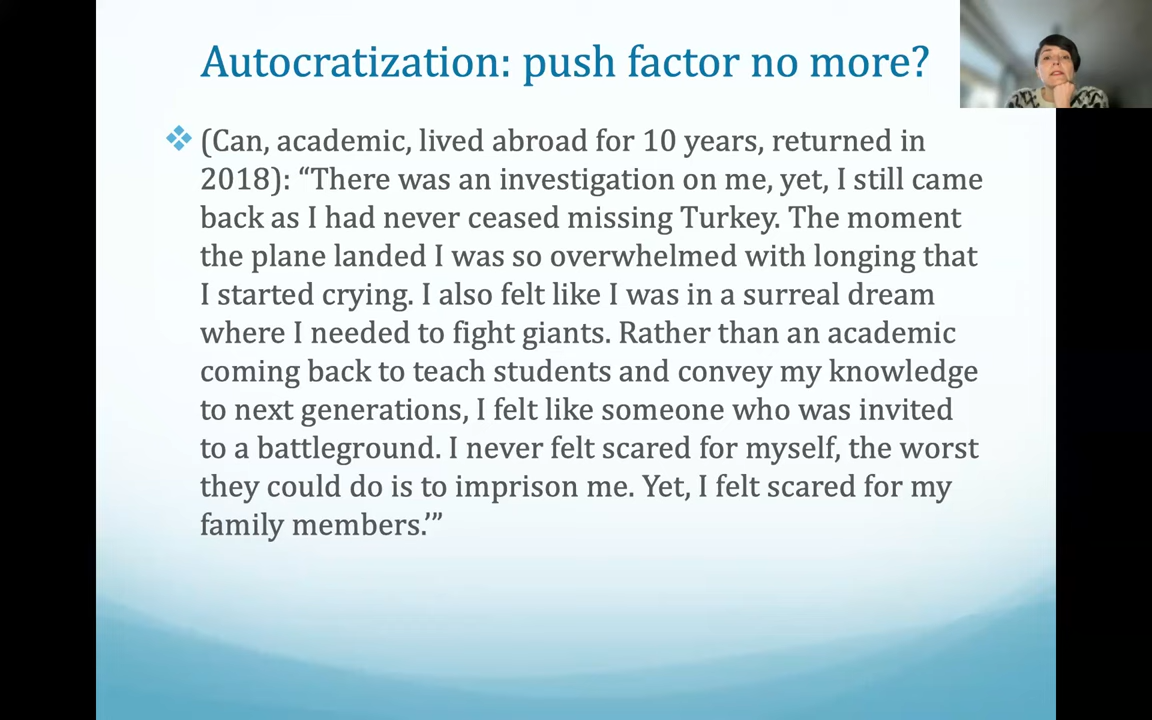 Autocratization: push factor no more?
(Can, academic, lived abroad for 10 years, returned in
2018): “There was an investigation on me, yet, I still came
back as I had never ceased missing Turkey. The moment
the plane landed I was so overwhelmed with longing that
I started crying. I also felt like I was in a surreal dream
where I needed to fight giants. Rather than an academic
coming back to teach students and convey my knowledge
to next generations, I felt like someone who was invited
to a battleground. I never felt scared for myself, the worst
they could do is to imprison me. Yet, I felt scared for my
family members.’”